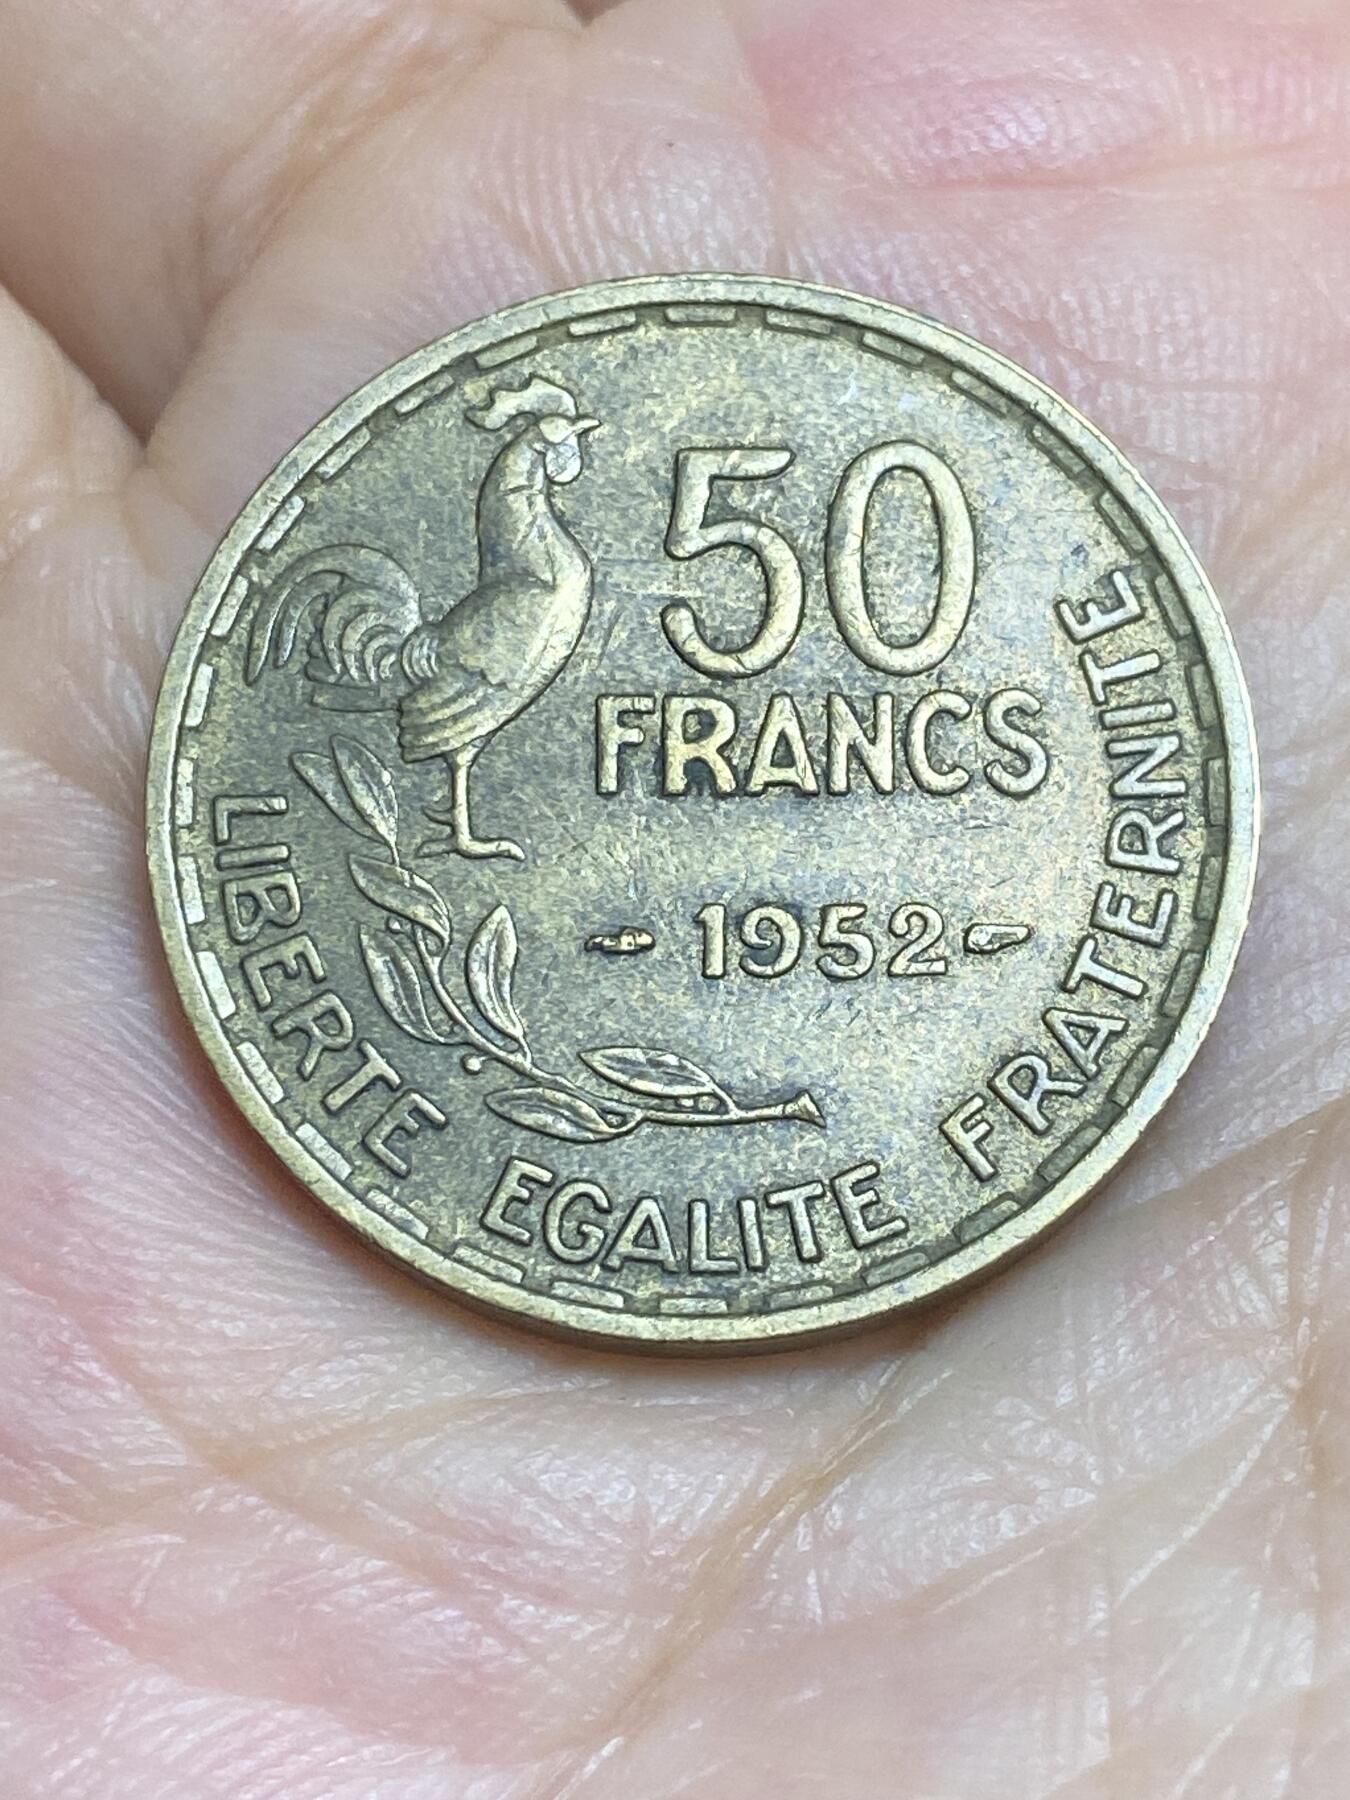 50
FRANCS
- 1952 -
LIBERTE EGALITE FRATERNITE